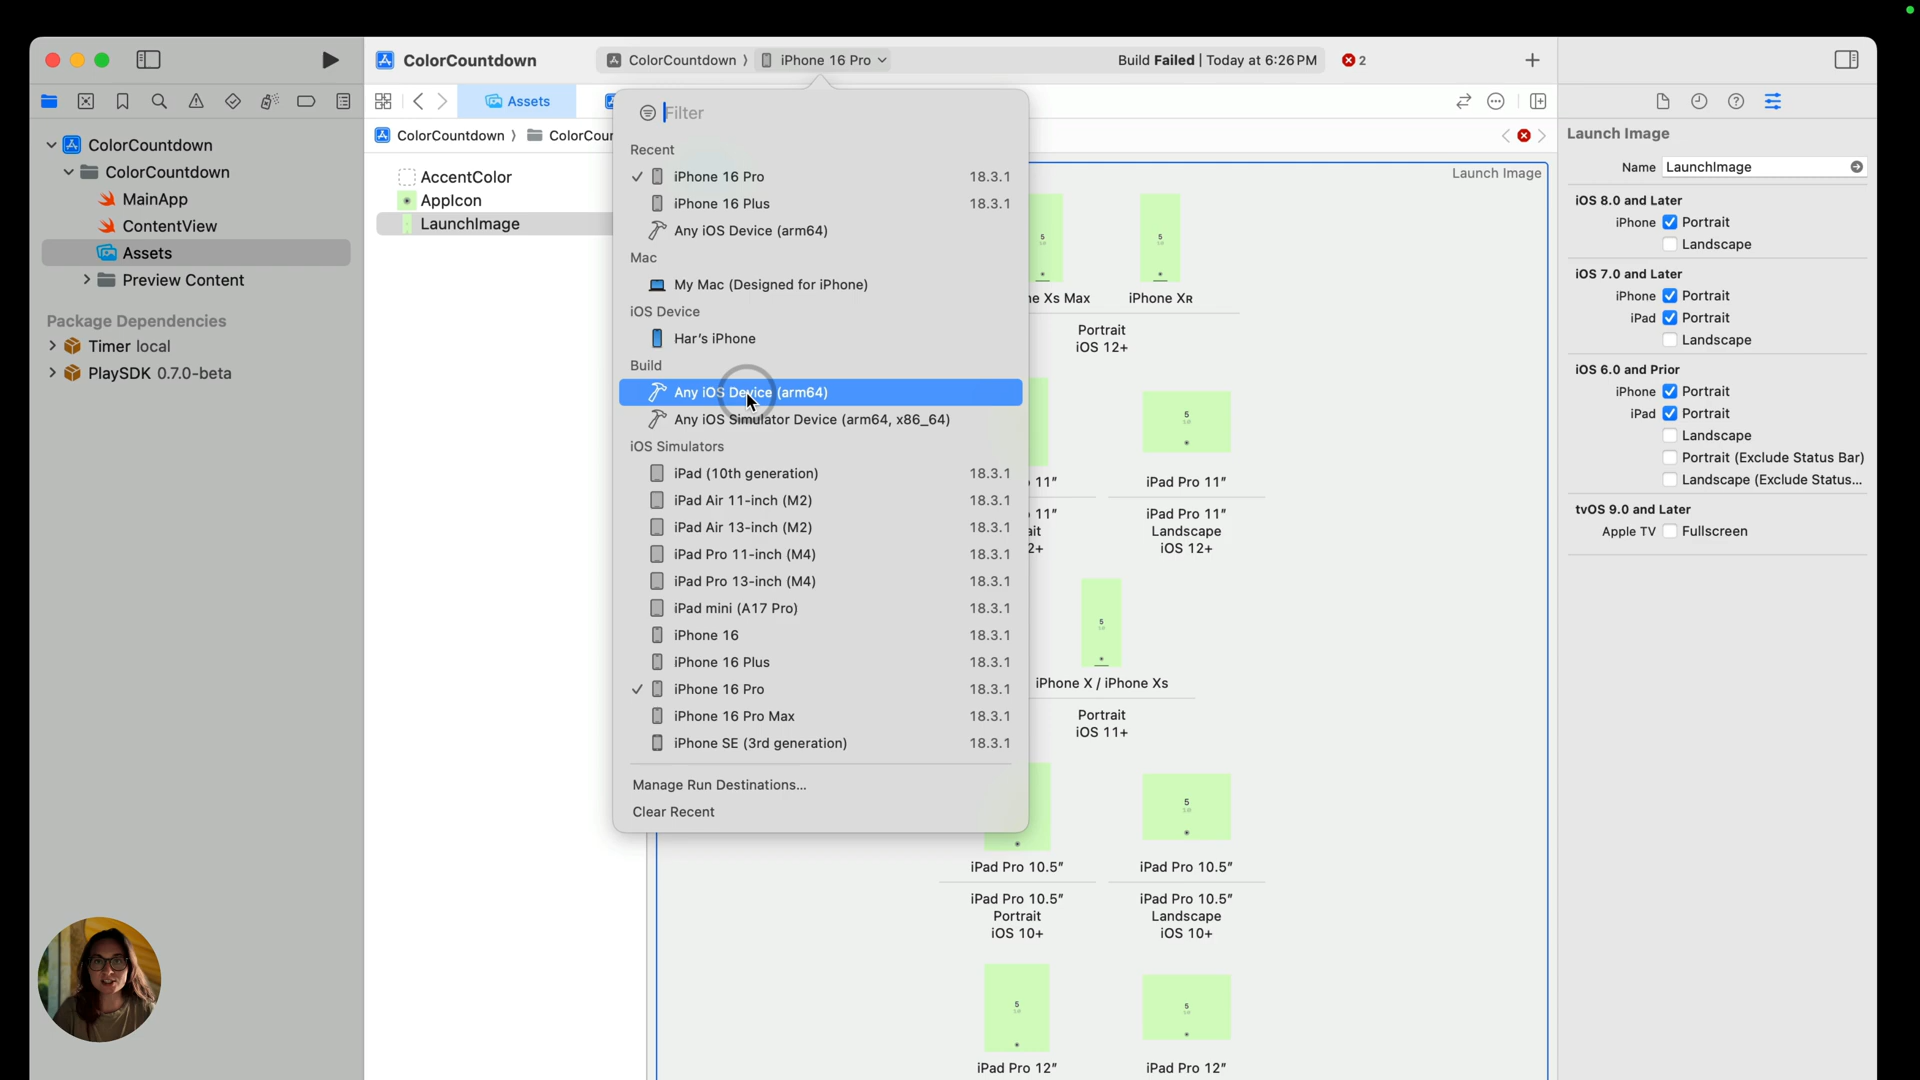 ColorCountdown
ColorCountdown 〉 iPhone 16 Pro
Build Failed | Today at 6:26 PM
2
Assets
ColorCountdown 〉
ColorCountdown
ColorCountdown
MainApp
ContentView
Assets
Preview Content
Package Dependencies
Timer local
PlaySDK 0.7.0-beta
AccentColor
AppIcon
LaunchImage
Filter
Recent
iPhone 16 Pro 18.3.1
iPhone 16 Plus 18.3.1
Any iOS Device (arm64)
Mac
My Mac (Designed for iPhone)
iOS Device
Har's iPhone
Build
Any iOS Device (arm64)
Any iOS Simulator Device (arm64, x86_64)
iOS Simulators
iPad (10th generation) 18.3.1
iPad Air 11-inch (M2) 18.3.1
iPad Air 13-inch (M2) 18.3.1
iPad Pro 11-inch (M4) 18.3.1
iPad Pro 13-inch (M4) 18.3.1
iPad mini (A17 Pro) 18.3.1
iPhone 16 18.3.1
iPhone 16 Plus 18.3.1
iPhone 16 Pro 18.3.1
iPhone 16 Pro Max 18.3.1
iPhone SE (3rd generation) 18.3.1
Manage Run Destinations...
Clear Recent
Launch Image
5
5
Xs Max
iPhone XR
Portrait
iOS 12+
5
11″
iPad Pro 11″
11″
iPad Pro 11″
Landscape
iOS 12+
5
iPhone X / iPhone Xs
Portrait
iOS 11+
5
iPad Pro 10.5″
iPad Pro 10.5″
iPad Pro 10.5″
Portrait
iOS 10+
iPad Pro 10.5″
Landscape
iOS 10+
5
5
iPad Pro 12″
iPad Pro 12″
Launch Image
Name LaunchImage
iOS 8.0 and Later
iPhone Portrait
Landscape
iOS 7.0 and Later
iPhone Portrait
iPad Portrait
Landscape
iOS 6.0 and Prior
iPhone Portrait
iPad Portrait
Landscape
Portrait (Exclude Status Bar)
Landscape (Exclude Status...
tvOS 9.0 and Later
Apple TV Fullscreen